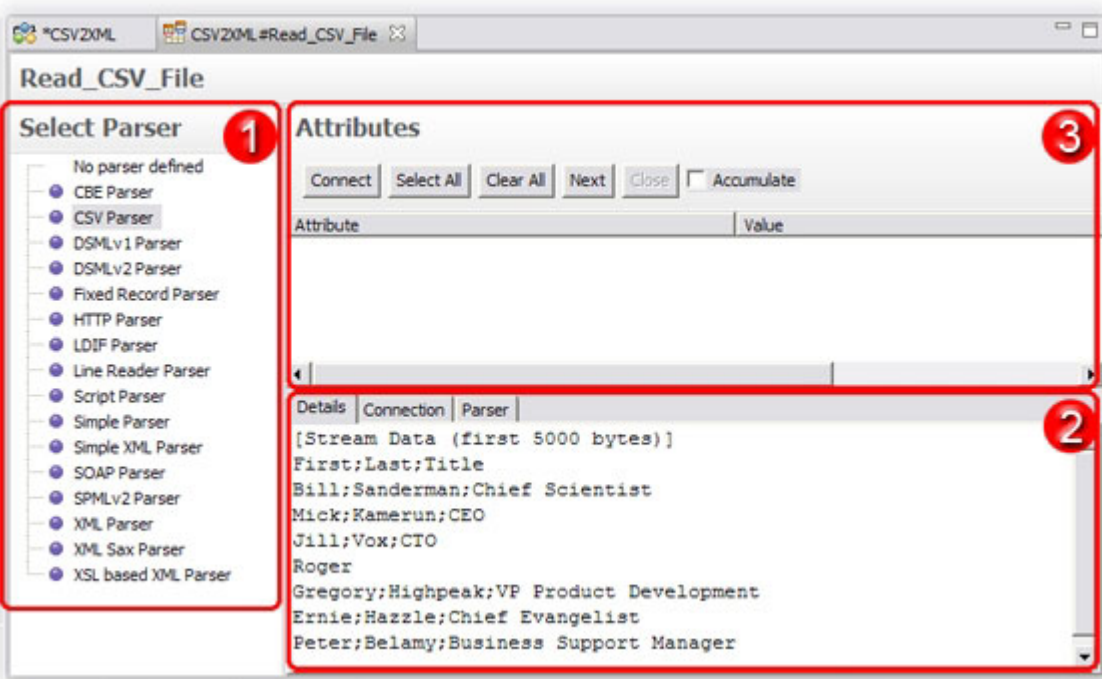 *CSV2XML CSV2XML#Read_CSV_File
Read_CSV_File
Select Parser 1
No parser defined
CBE Parser
CSV Parser
DSMLv1 Parser
DSMLv2 Parser
Fixed Record Parser
HTTP Parser
LDIF Parser
Line Reader Parser
Script Parser
Simple Parser
Simple XML Parser
SOAP Parser
SPMLv2 Parser
XML Parser
XML Sax Parser
XSL based XML Parser
Attributes 3
Connect Select All Clear All Next Close Accumulate
Attribute Value
Details Connection Parser 2
[Stream Data (first 5000 bytes)]
First;Last;Title
Bill;Sanderman;Chief Scientist
Mick;Kamerun;CEO
Jill;Vox;CTO
Roger
Gregory;Highpeak;VP Product Development
Ernie;Hazzle;Chief Evangelist
Peter;Belamy;Business Support Manager